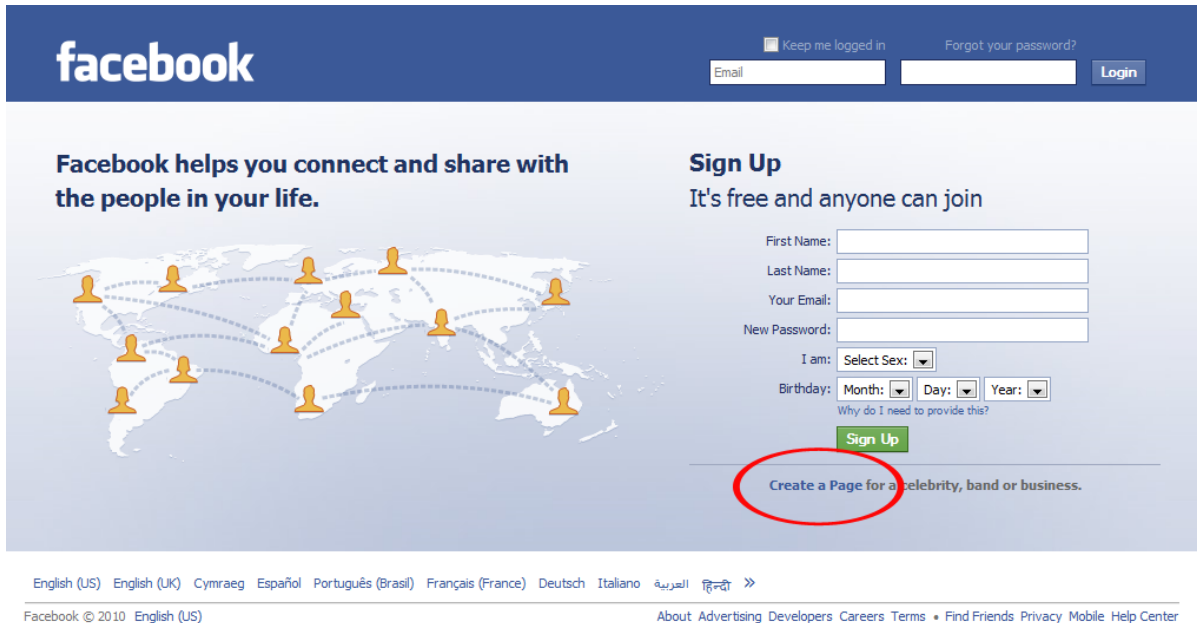 facebook
Keep me logged in
Forgot your password?
Email
Login
Facebook helps you connect and share with
the people in your life.
Sign Up
It's free and anyone can join
First Name:
Last Name:
Your Email:
New Password:
I am: Select Sex:
Birthday: Month: Day: Year:
Why do I need to provide this?
Sign Up
Create a Page for a celebrity, band or business.
English (US) English (UK) Cymraeg Español Português (Brasil) Français (France) Deutsch Italiano العربية हिन्दी »
Facebook © 2010 English (US)
About Advertising Developers Careers Terms • Find Friends Privacy Mobile Help Center